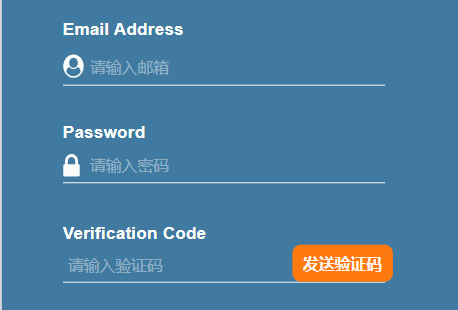 Email Address
请输入邮箱
Password
请输入密码
Verification Code
请输入验证码
发送验证码